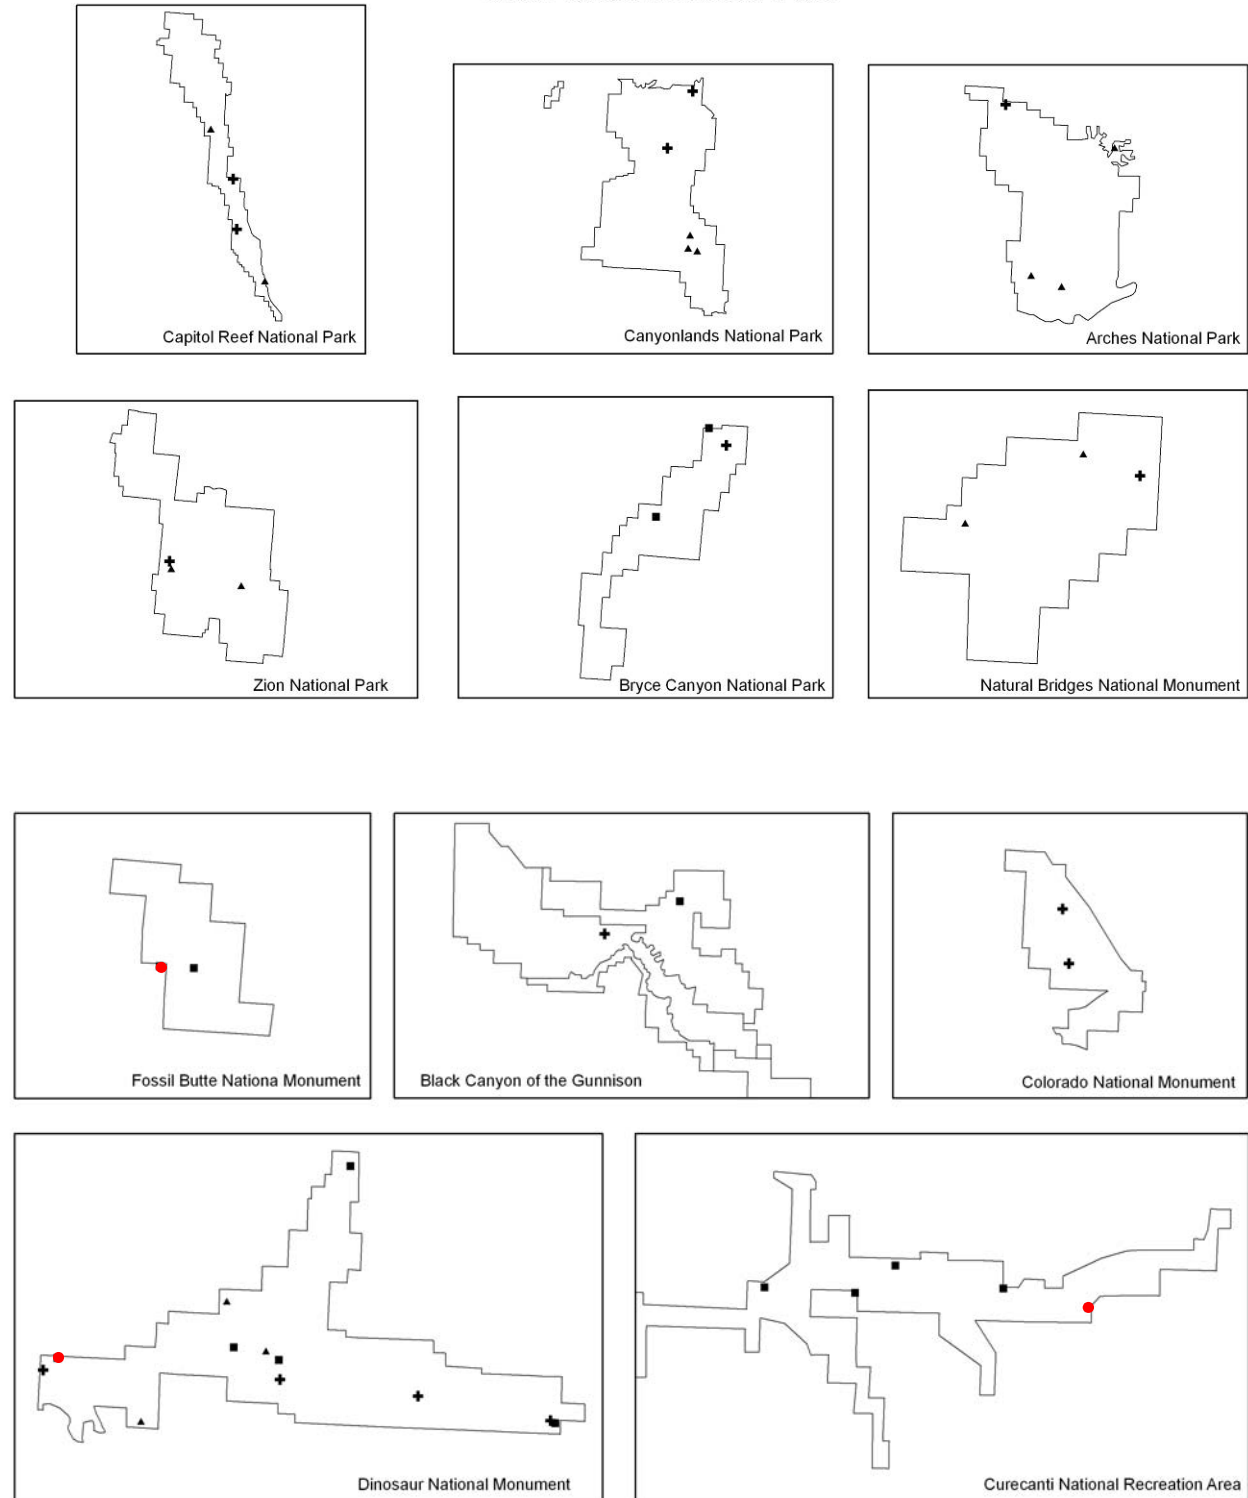 Capitol Reef National Park
Canyonlands National Park
Arches National Park
Zion National Park
Bryce Canyon National Park
Natural Bridges National Monument
Fossil Butte Nationa Monument
Black Canyon of the Gunnison
Colorado National Monument
Dinosaur National Monument
Curecanti National Recreation Area